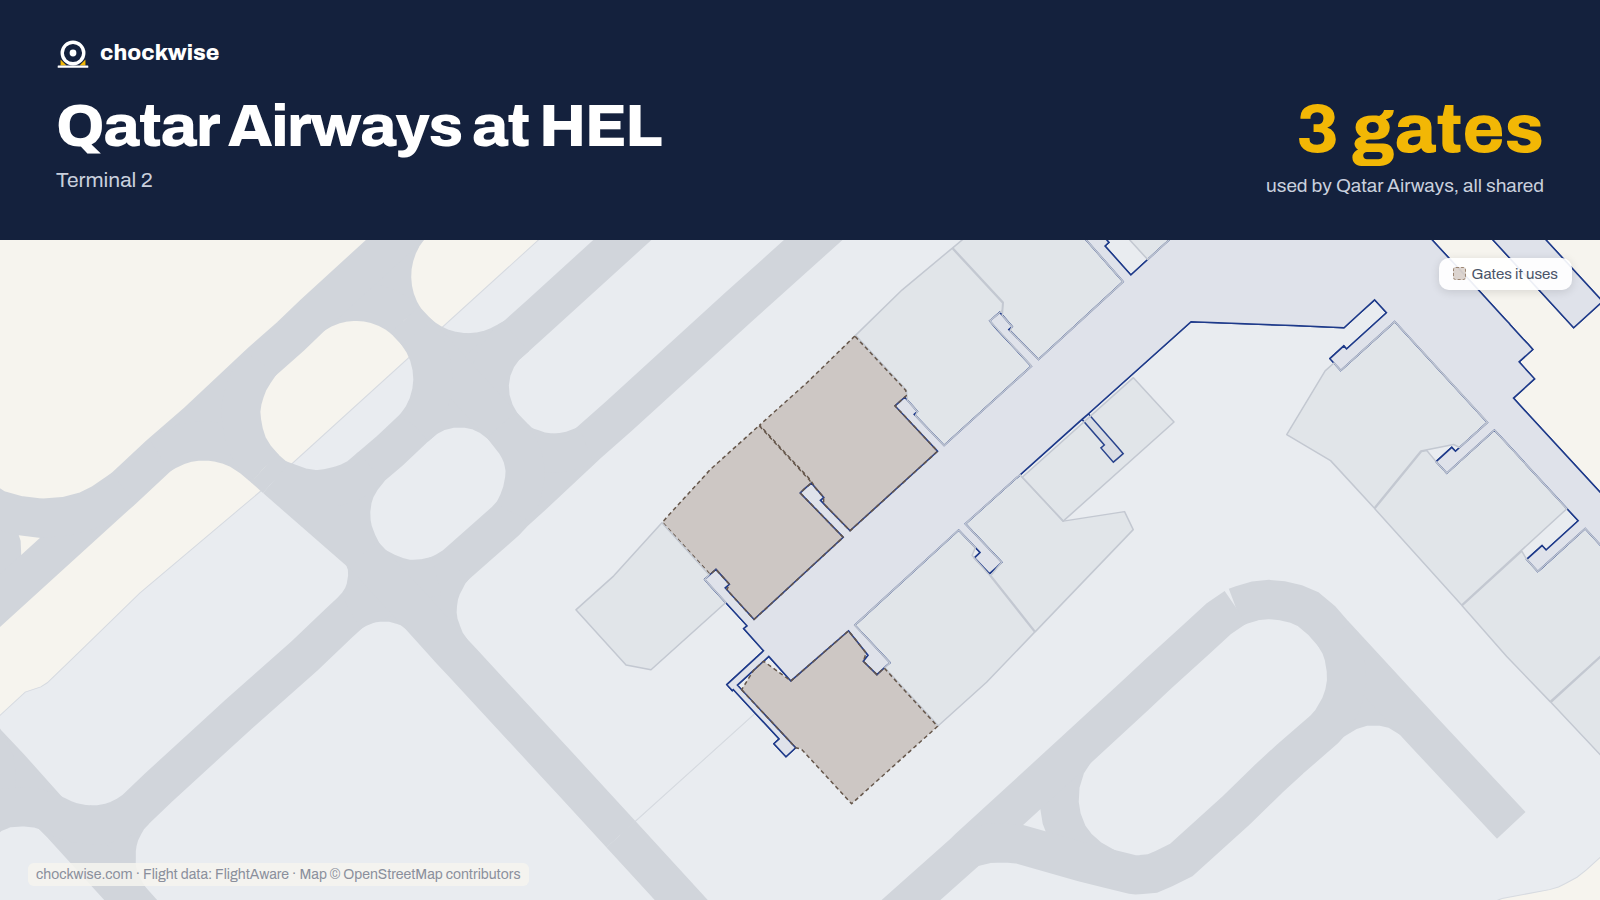 chockwise
Qatar Airways at HEL
Terminal 2
3 gates
used by Qatar Airways, all shared
Gates it uses
chockwise.com · Flight data: FlightAware · Map © OpenStreetMap contributors